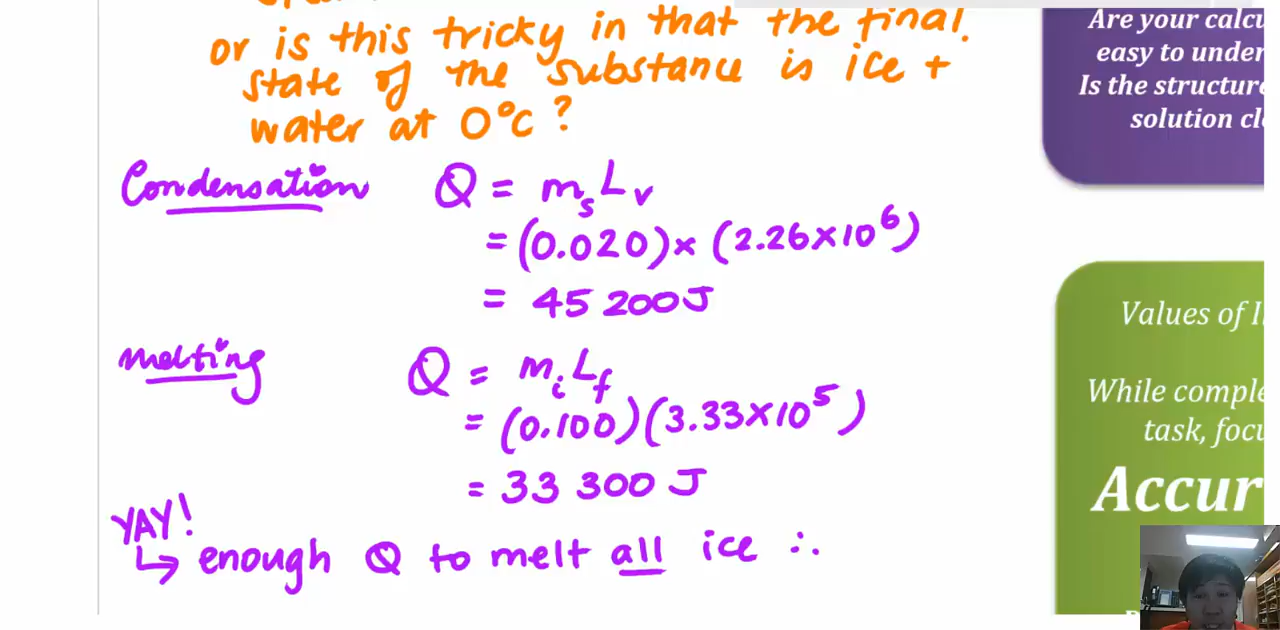 or is this tricky in that the final
state of the substance is ice +
water at 0°C?
Condensation Q = mₛLᵥ
= (0.020) × (2.26×10⁶)
= 45 200J
Melting Q = mᵢL_f
= (0.100)(3.33×10⁵)
= 33 300 J
YAY!
↳ enough Q to melt all ice ∴
Are your calcu
easy to under
Is the structure
solution cl
Values of I
While comple
task, focu
Accur